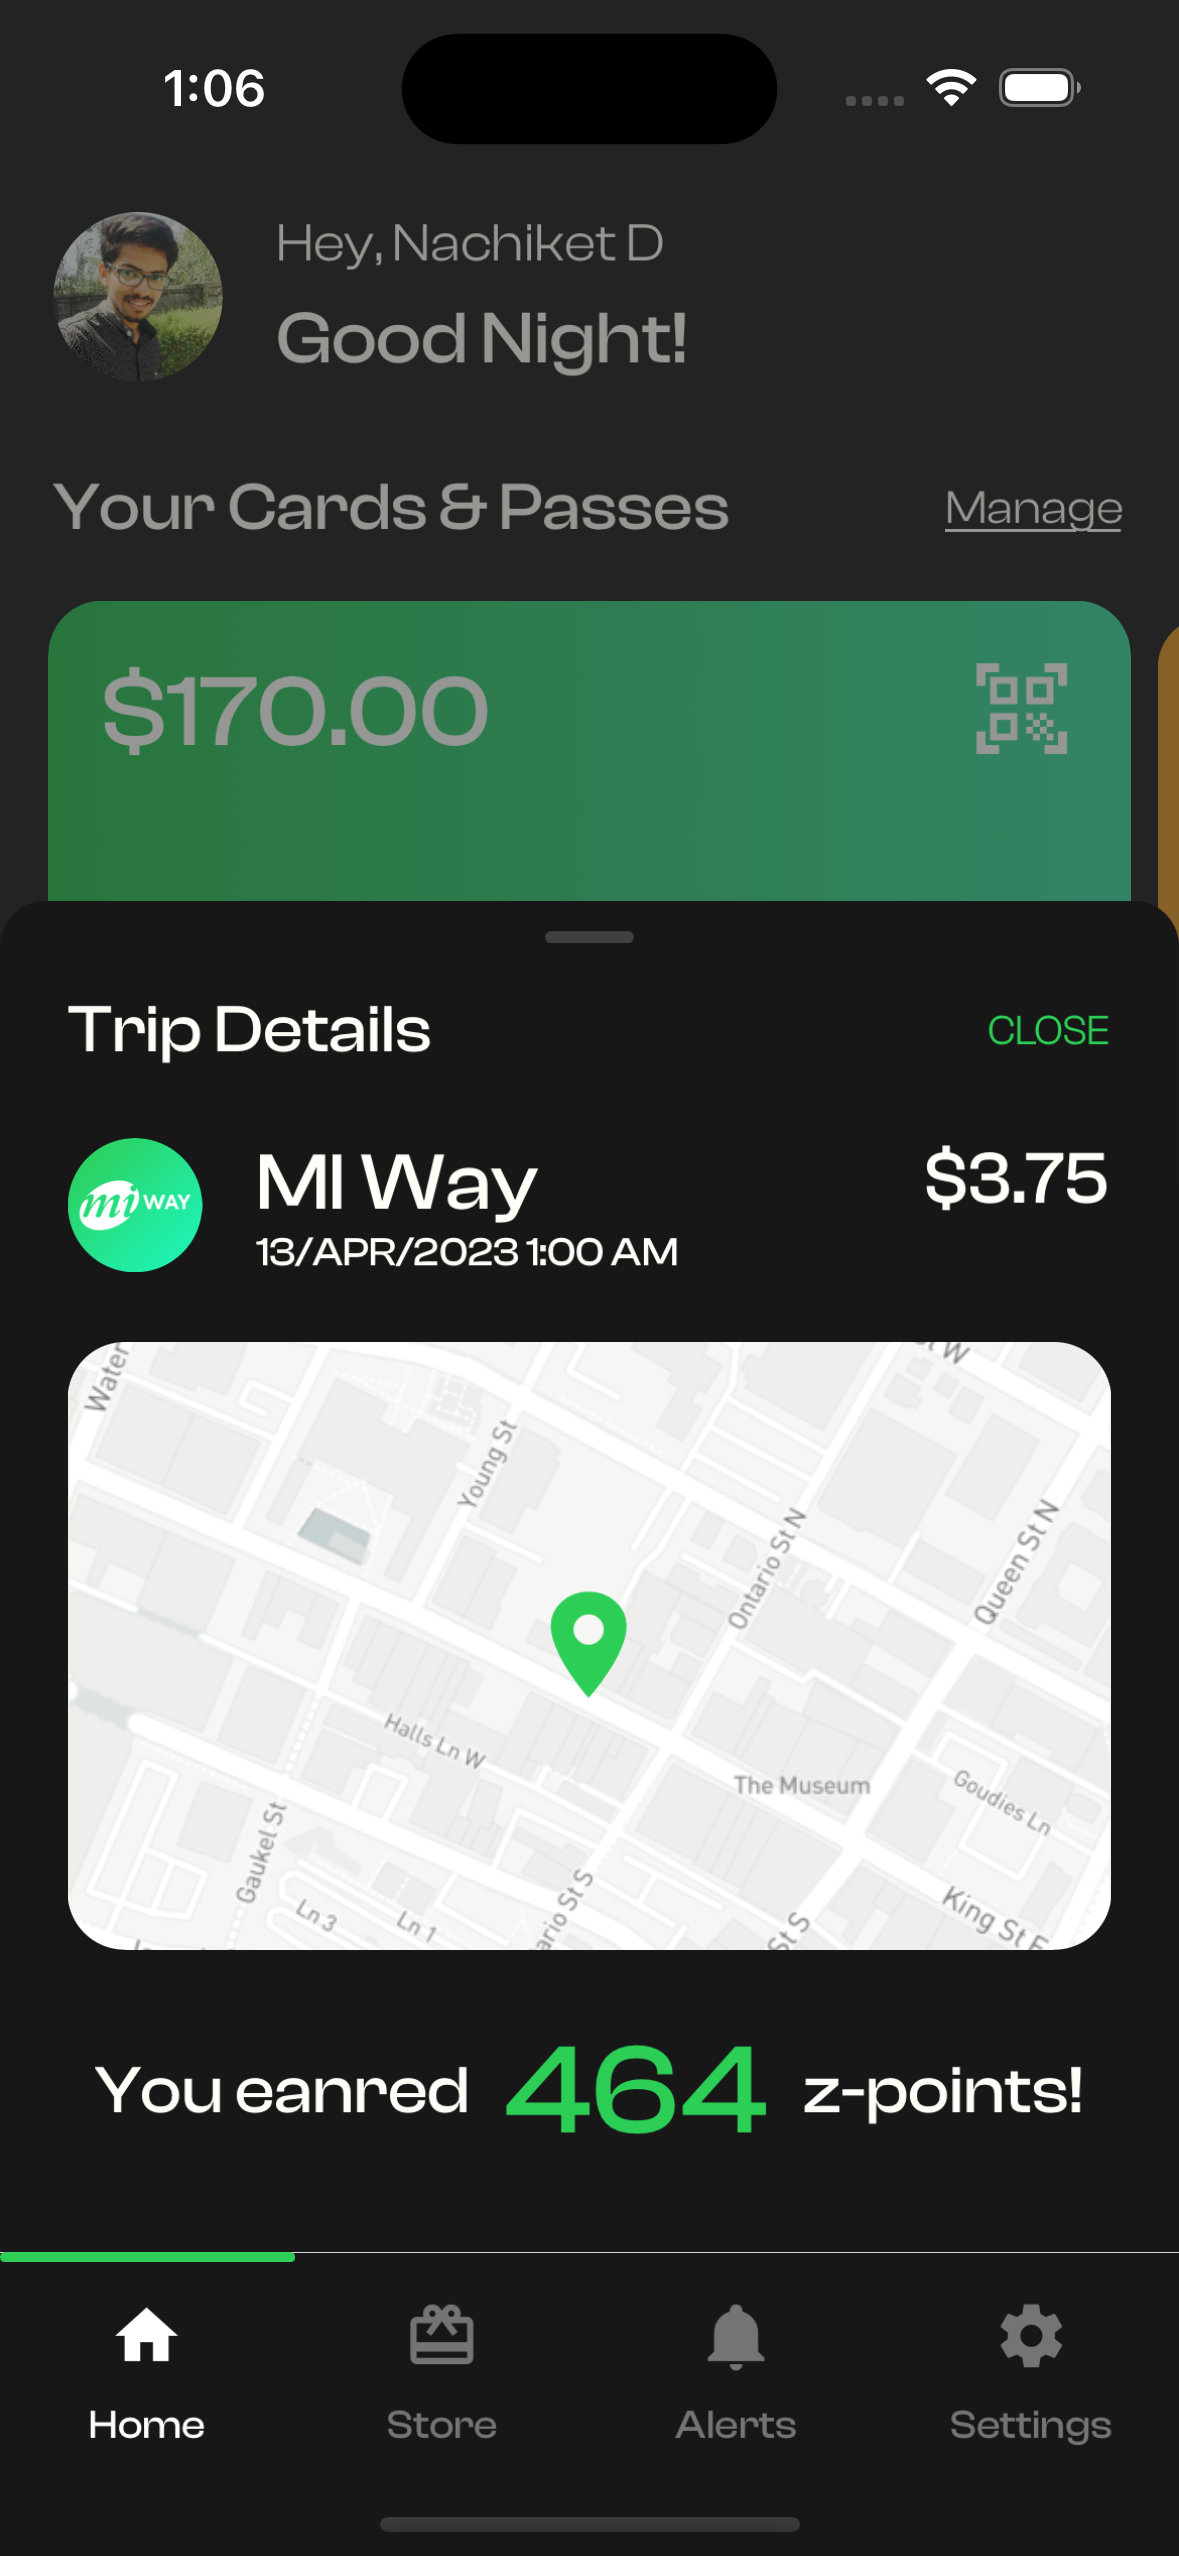 1:06
Hey, Nachiket D
Good Night!
Your Cards & Passes
Manage
$170.00
Trip Details
CLOSE
mi WAY
MI Way
$3.75
13/APR/2023 1:00 AM
Water
St W
Young St
Ontario St N
Queen St N
Halls Ln W
The Museum
Goudies Ln
Gaukel St
Ln 3
Ln 1
ario St S
St S
King St E
You eanred 464 z-points!
Home
Store
Alerts
Settings